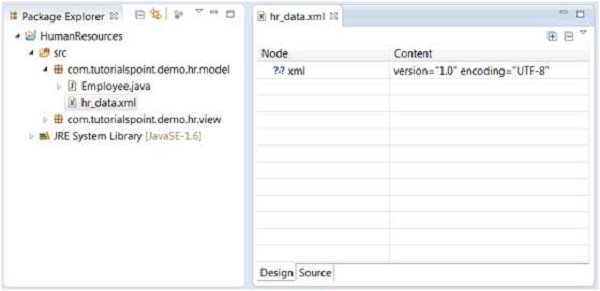 Package Explorer
HumanResources
src
com.tutorialspoint.demo.hr.model
Employee.java
hr_data.xml
com.tutorialspoint.demo.hr.view
JRE System Library [JavaSE-1.6]
hr_data.xml
Node Content
?-? xml version="1.0" encoding="UTF-8"
Design Source